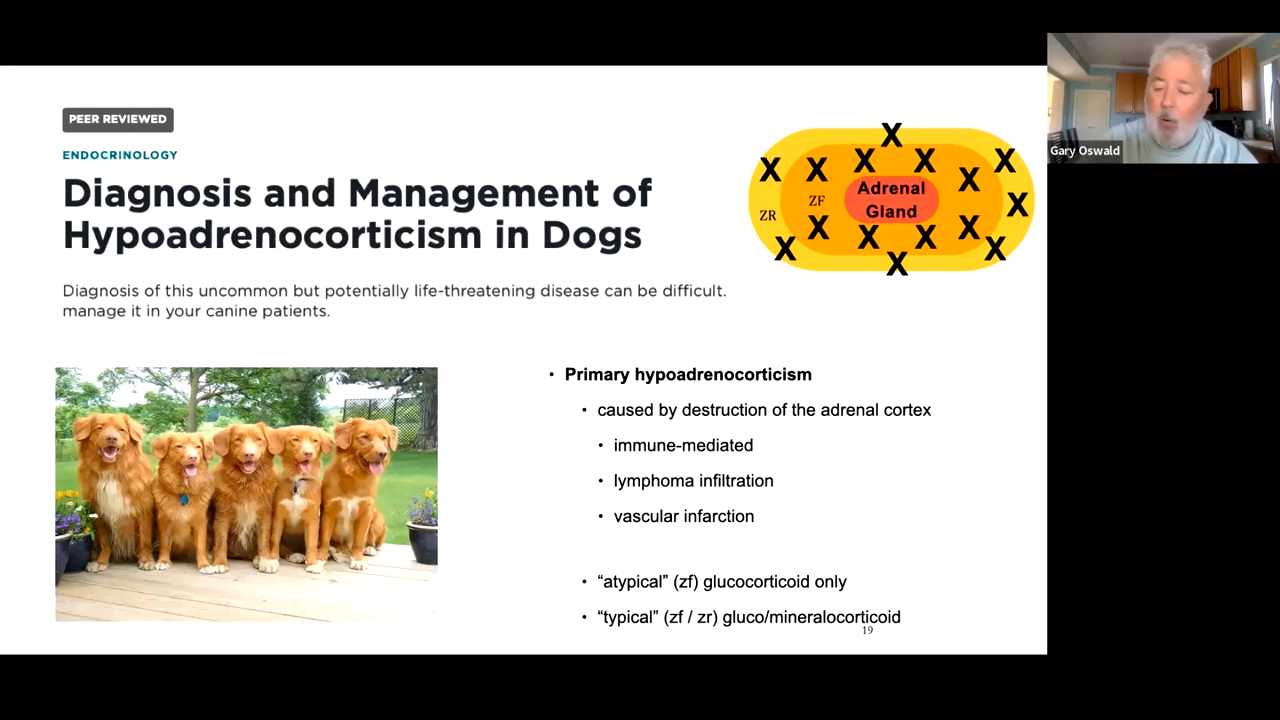 PEER REVIEWED
ENDOCRINOLOGY
Diagnosis and Management of
Hypoadrenocorticism in Dogs
Diagnosis of this uncommon but potentially life-threatening disease can be difficult.
manage it in your canine patients.
X
X X X X X
X
Adrenal
ZF
X
ZR
Gland
X X X X
X X
X
Gary Oswald
• Primary hypoadrenocorticism
• caused by destruction of the adrenal cortex
• immune-mediated
• lymphoma infiltration
• vascular infarction
• “atypical” (zf) glucocorticoid only
• “typical” (zf / zr) gluco/mineralocorticoid
19